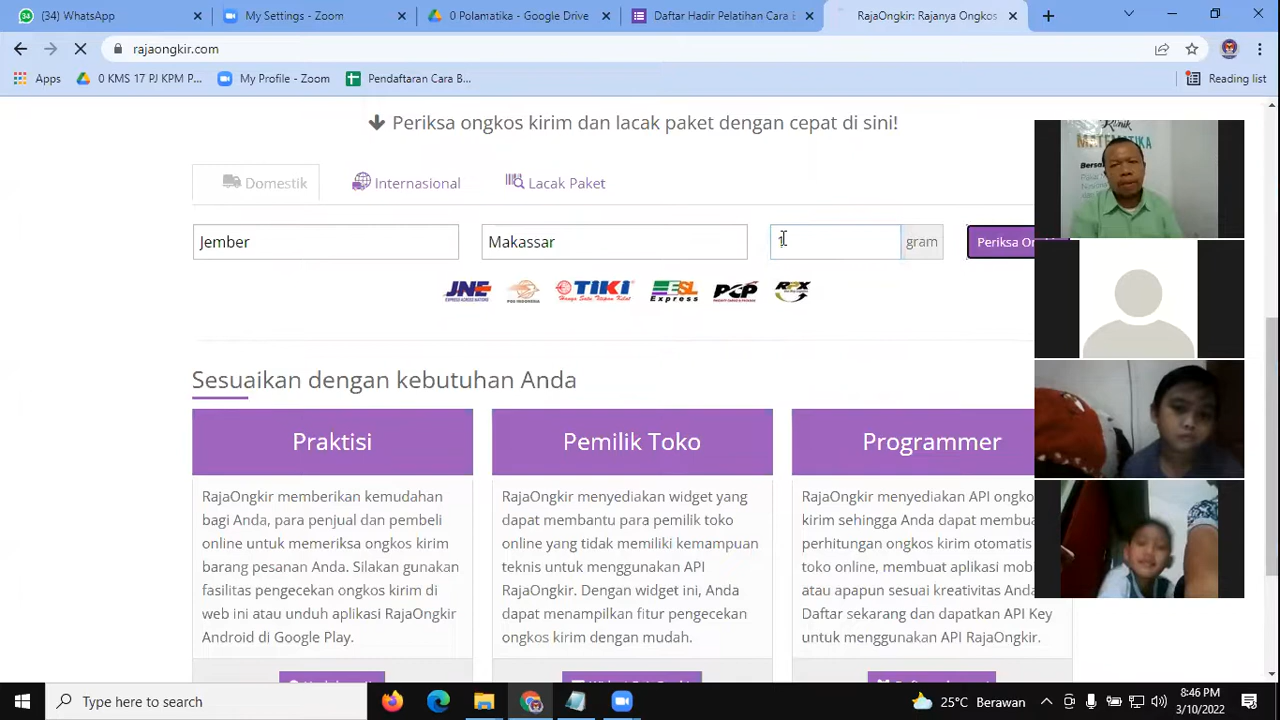 WhatsApp
My Settings - Zoom
0 Polamatika - Google Drive
Daftar Hadir Pelatihan Cara
RajaOngkir: Rajanya Ongkos
rajaongkir.com
Apps
0 KMS 17 PJ KPM P...
My Profile - Zoom
Pendaftaran Cara B...
Reading list
Periksa ongkos kirim dan lacak paket dengan cepat di sini!
Klinik
MATEMATIKA
Domestik
Internasional
Lacak Paket
Jember
Makassar
gram
Periksa
JNE
EXPRESS ACROSS NATIONS
POS INDONESIA
TIKI
ESL
Express
PCP
RPX
Sesuaikan dengan kebutuhan Anda
Praktisi
Pemilik Toko
Programmer
RajaOngkir memberikan kemudahan
bagi Anda, para penjual dan pembeli
online untuk memeriksa ongkos kirim
barang pesanan Anda. Silakan gunakan
fasilitas pengecekan ongkos kirim di
web ini atau unduh aplikasi RajaOngkir
Android di Google Play.
RajaOngkir menyediakan widget yang
dapat membantu para pemilik toko
online yang tidak memiliki kemampuan
teknis untuk menggunakan API
RajaOngkir. Dengan widget ini, Anda
dapat menampilkan fitur pengecekan
ongkos kirim dengan mudah.
RajaOngkir menyediakan API ongko
kirim sehingga Anda dapat membua
perhitungan ongkos kirim otomatis
toko online, membuat aplikasi mob
atau apapun sesuai kreativitas Anda
Daftar sekarang dan dapatkan API Key
untuk menggunakan API RajaOngkir.
Type here to search
25°C Berawan
8:46 PM
3/10/2022